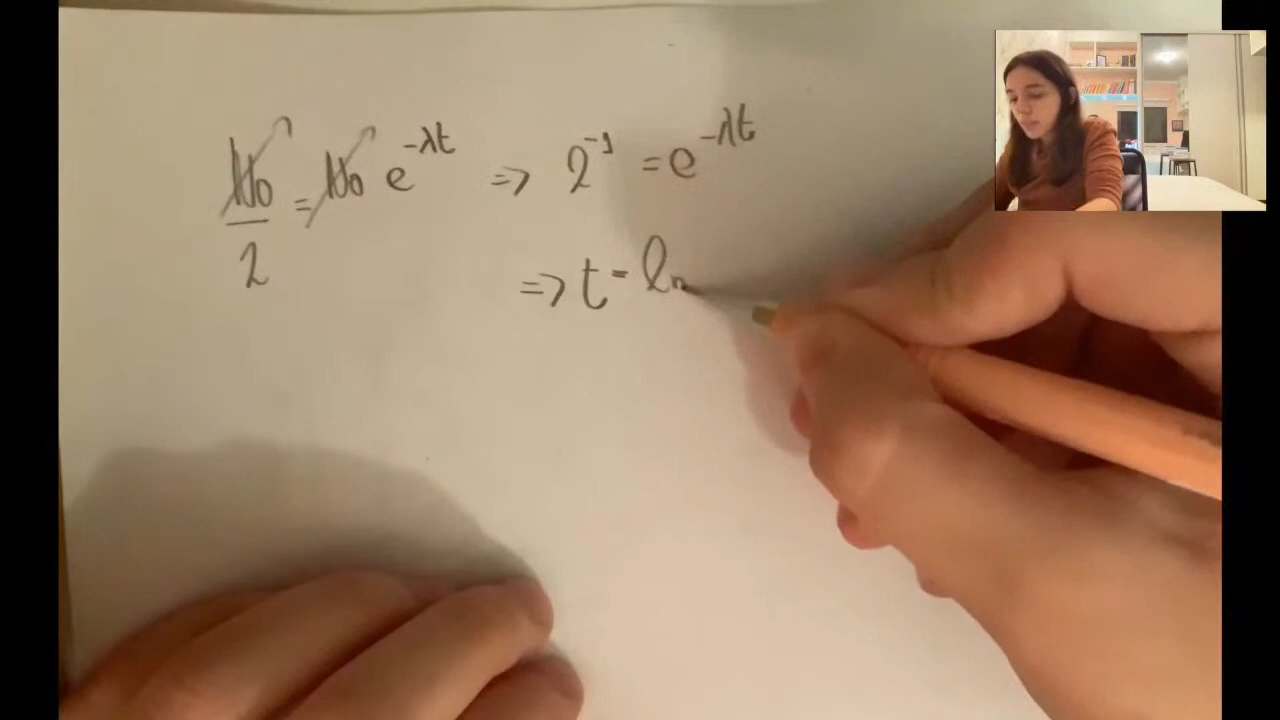 N₀/2 = N₀ e^-λt => 2^-1 = e^-λt
=> t = ln